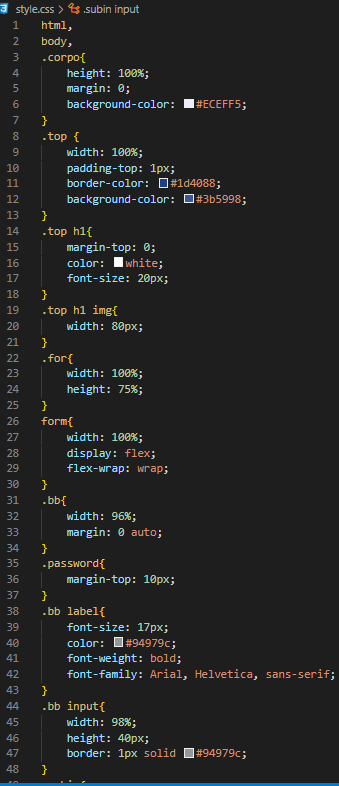 style.css > .subin input
1 html,
2 body,
3 .corpo{
4 height: 100%;
5 margin: 0;
6 background-color: #ECEFF5;
7 }
8 .top {
9 width: 100%;
10 padding-top: 1px;
11 border-color: #1d4088;
12 background-color: #3b5998;
13 }
14 .top h1{
15 margin-top: 0;
16 color: white;
17 font-size: 20px;
18 }
19 .top h1 img{
20 width: 80px;
21 }
22 .for{
23 width: 100%;
24 height: 75%;
25 }
26 form{
27 width: 100%;
28 display: flex;
29 flex-wrap: wrap;
30 }
31 .bb{
32 width: 96%;
33 margin: 0 auto;
34 }
35 .password{
36 margin-top: 10px;
37 }
38 .bb label{
39 font-size: 17px;
40 color: #94979c;
41 font-weight: bold;
42 font-family: Arial, Helvetica, sans-serif;
43 }
44 .bb input{
45 width: 98%;
46 height: 40px;
47 border: 1px solid #94979c;
48 }